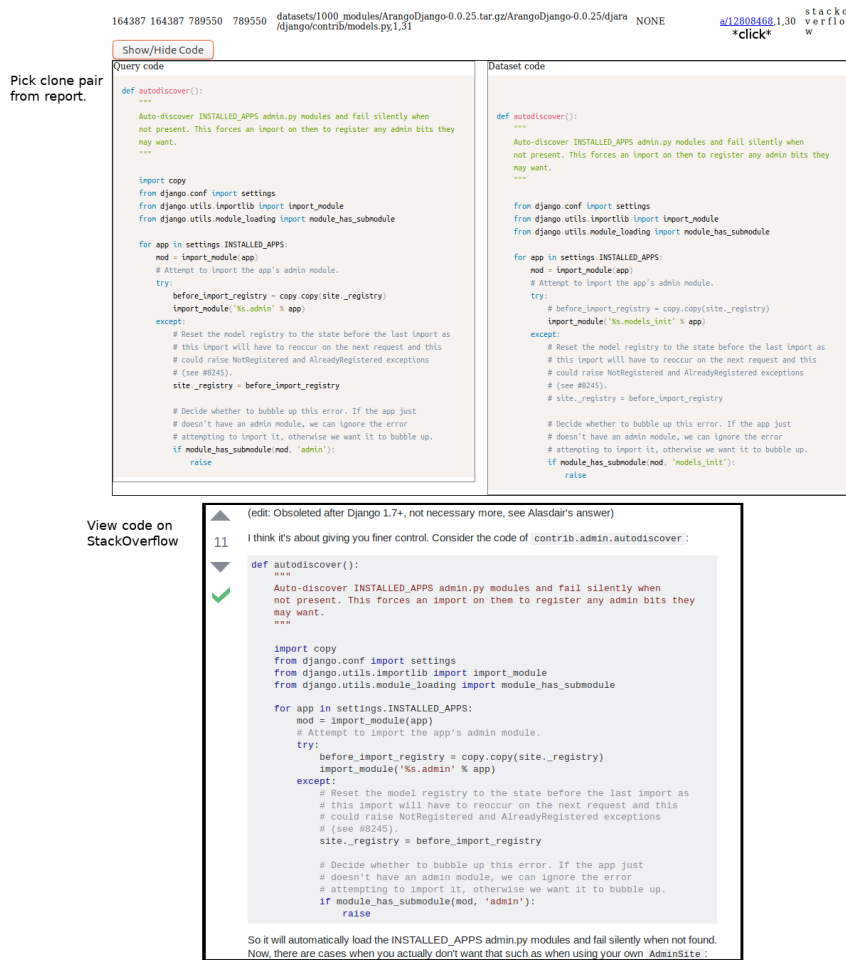 164387 164387 789550 789550 datasets/1000_modules/ArangoDjango-0.0.25.tar.gz/ArangoDjango-0.0.25/djara NONE a/12808468,1,30 s t a c k o
/django/contrib/models.py,1,31 v e r f l o
w
*click*
Show/Hide Code
Pick clone pair
from report.
Query code
def autodiscover():
"""
Auto-discover INSTALLED_APPS admin.py modules and fail silently when
not present. This forces an import on them to register any admin bits they
may want.
"""
import copy
from django.conf import settings
from django.utils.importlib import import_module
from django.utils.module_loading import module_has_submodule
for app in settings.INSTALLED_APPS:
mod = import_module(app)
# Attempt to import the app's admin module.
try:
before_import_registry = copy.copy(site._registry)
import_module('%s.admin' % app)
except:
# Reset the model registry to the state before the last import as
# this import will have to reoccur on the next request and this
# could raise NotRegistered and AlreadyRegistered exceptions
# (see #8245).
site._registry = before_import_registry
# Decide whether to bubble up this error. If the app just
# doesn't have an admin module, we can ignore the error
# attempting to import it, otherwise we want it to bubble up.
if module_has_submodule(mod, 'admin'):
raise
Dataset code
def autodiscover():
"""
Auto-discover INSTALLED_APPS admin.py modules and fail silently when
not present. This forces an import on them to register any admin bits they
may want.
"""
from django.conf import settings
from django.utils.importlib import import_module
from django.utils.module_loading import module_has_submodule
for app in settings.INSTALLED_APPS:
mod = import_module(app)
# Attempt to import the app's admin module.
try:
# before_import_registry = copy.copy(site._registry)
import_module('%s.models_init' % app)
except:
# Reset the model registry to the state before the last import as
# this import will have to reoccur on the next request and this
# could raise NotRegistered and AlreadyRegistered exceptions
# (see #8245).
# site._registry = before_import_registry
# Decide whether to bubble up this error. If the app just
# doesn't have an admin module, we can ignore the error
# attempting to import it, otherwise we want it to bubble up.
if module_has_submodule(mod, 'models_init'):
raise
View code on
StackOverflow
11
(edit: Obsoleted after Django 1.7+, not necessary more, see Alasdair's answer)
I think it's about giving you finer control. Consider the code of contrib.admin.autodiscover :
def autodiscover():
"""
Auto-discover INSTALLED_APPS admin.py modules and fail silently when
not present. This forces an import on them to register any admin bits they
may want.
"""
import copy
from django.conf import settings
from django.utils.importlib import import_module
from django.utils.module_loading import module_has_submodule
for app in settings.INSTALLED_APPS:
mod = import_module(app)
# Attempt to import the app's admin module.
try:
before_import_registry = copy.copy(site._registry)
import_module('%s.admin' % app)
except:
# Reset the model registry to the state before the last import as
# this import will have to reoccur on the next request and this
# could raise NotRegistered and AlreadyRegistered exceptions
# (see #8245).
site._registry = before_import_registry
# Decide whether to bubble up this error. If the app just
# doesn't have an admin module, we can ignore the error
# attempting to import it, otherwise we want it to bubble up.
if module_has_submodule(mod, 'admin'):
raise
So it will automatically load the INSTALLED_APPS admin.py modules and fail silently when not found.
Now, there are cases when you actually don't want that such as when using your own AdminSite :